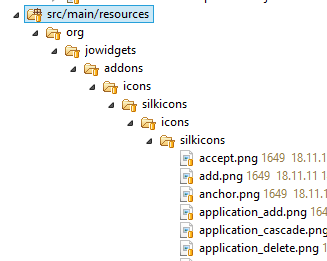 src/main/resources
org
jowidgets
addons
icons
silkicons
icons
silkicons
accept.png 1649 18.11.1
add.png 1649 18.11.11 1
anchor.png 1649 18.11.1
application_add.png 164
application_cascade.png
application_delete.png